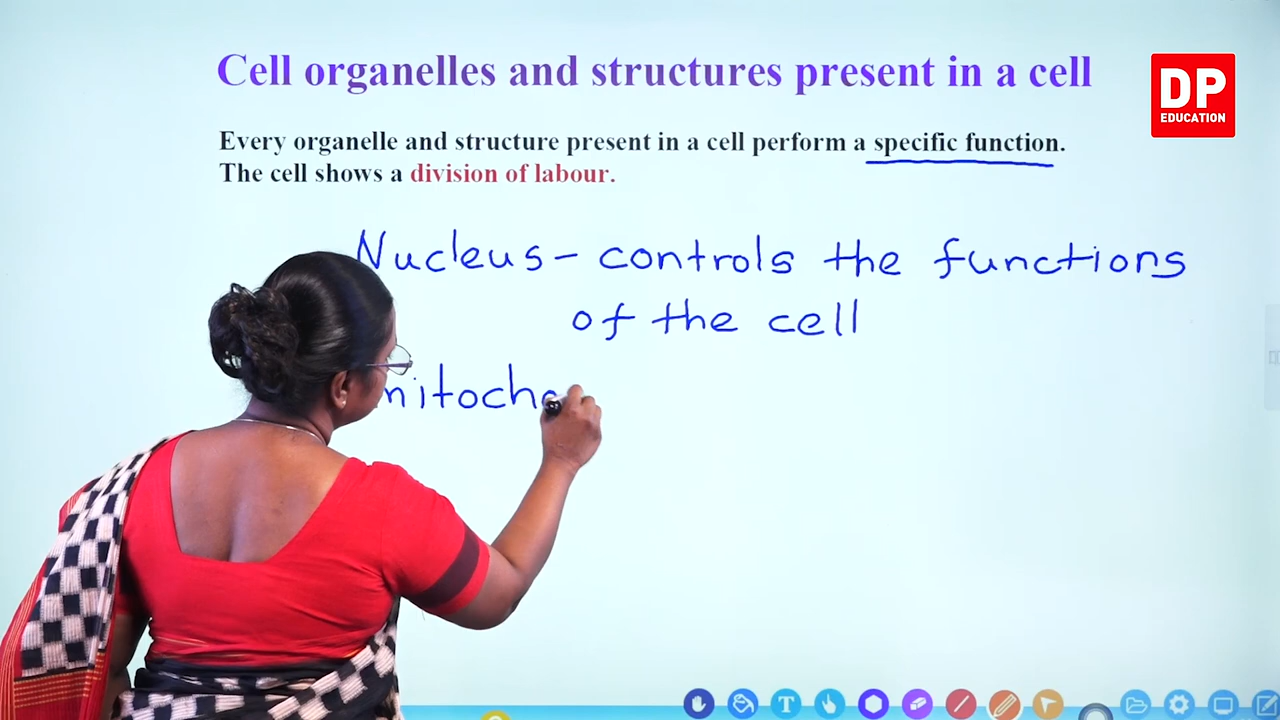 Cell organelles and structures present in a cell
DP
EDUCATION
Every organelle and structure present in a cell perform a specific function.
The cell shows a division of labour.
Nucleus - controls the functions
of the cell